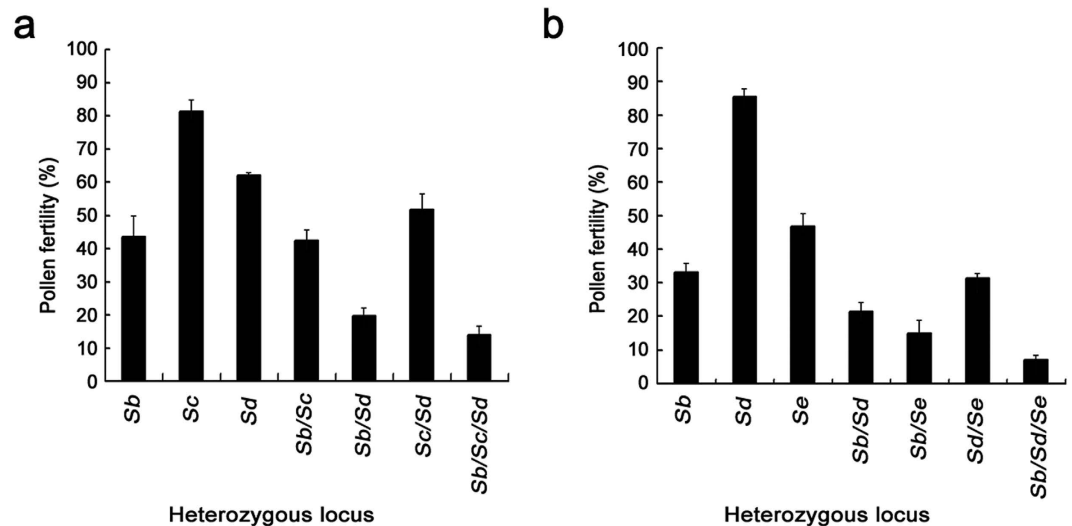 a
Pollen fertility (%)
100
90
80
70
60
50
40
30
20
10
0
Sb
Sc
Sd
Sb/Sc
Sb/Sd
Sc/Sd
Sb/Sc/Sd
Heterozygous locus
b
Pollen fertility (%)
100
90
80
70
60
50
40
30
20
10
0
Sb
Sd
Se
Sb/Sd
Sb/Se
Sd/Se
Sb/Sd/Se
Heterozygous locus